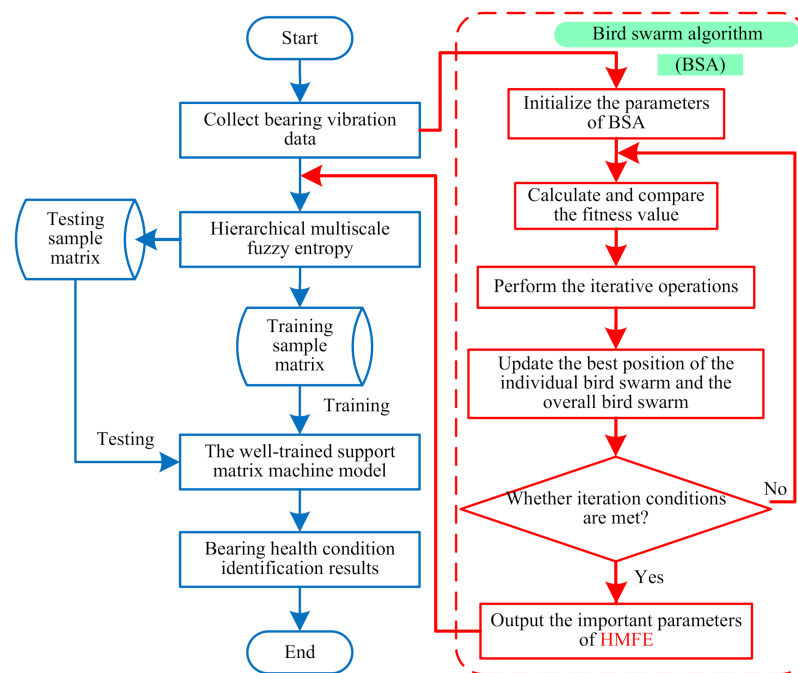 Start
Collect bearing vibration
data
Hierarchical multiscale
fuzzy entropy
Testing
sample
matrix
Training
sample
matrix
Training
Testing
The well-trained support
matrix machine model
Bearing health condition
identification results
End
Bird swarm algorithm
(BSA)
Initialize the parameters
of BSA
Calculate and compare
the fitness value
Perform the iterative operations
Update the best position of the
individual bird swarm and the
overall bird swarm
Whether iteration conditions
are met?
No
Yes
Output the important parameters
of HMFE